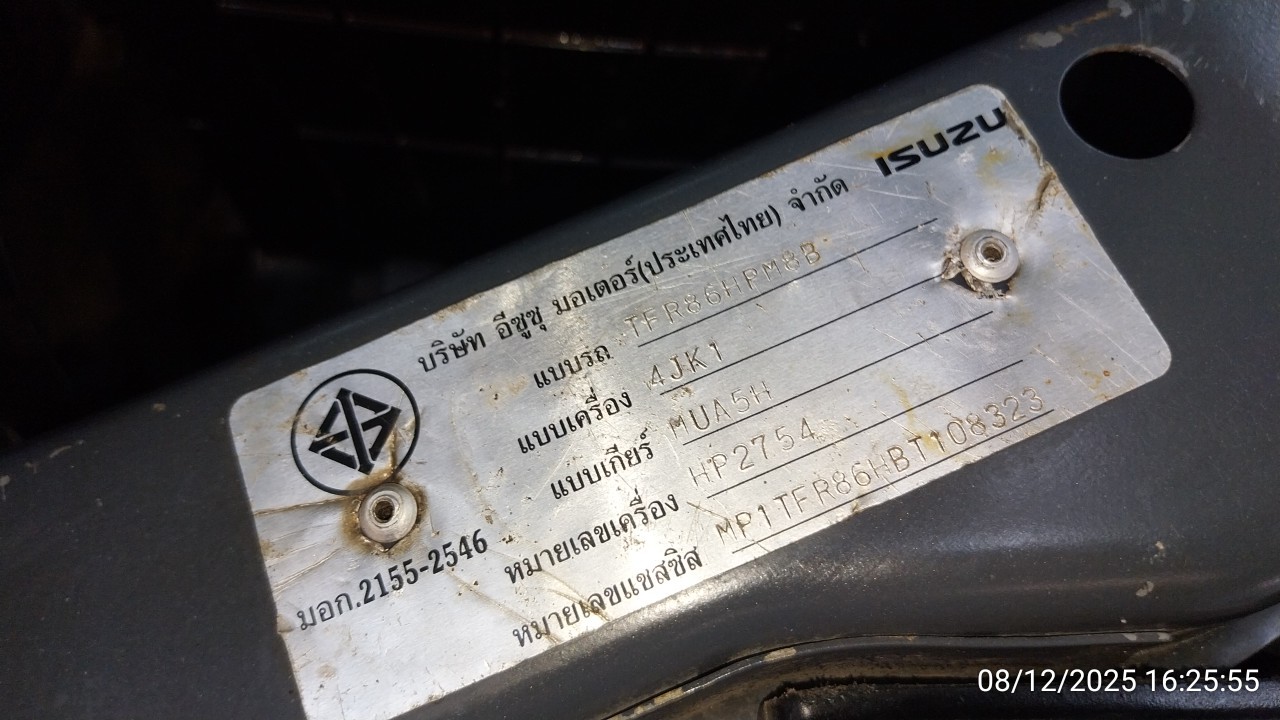 ISUZU
บริษัท อีซูซุ มอเตอร์(ประเทศไทย) จำกัด
แบบรถ TFR86HPM8B
แบบเครื่อง 4JK1
แบบเกียร์ MUA5H
หมายเลขเครื่อง HP2754
หมายเลขแชสซิส MP1TFR86HBT108323
มอก.2155-2546
08/12/2025 16:25:55